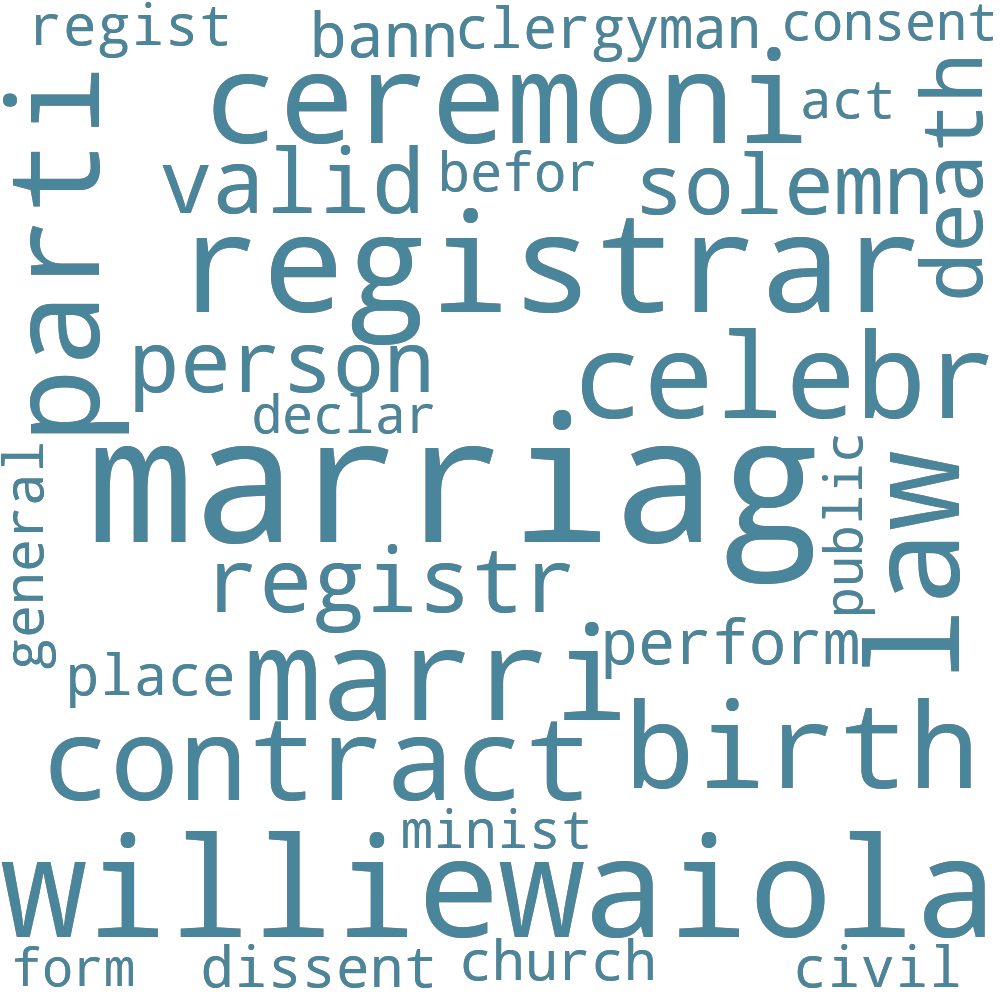 regist
bann
clergyman
consent
ceremoni
act
death
parti
valid
befor
solemn
registrar
person
celebr
declar
marriag
general
public
law
registr
place
marri
perform
contract
birth
minist
williewaiola
form
dissent
church
civil